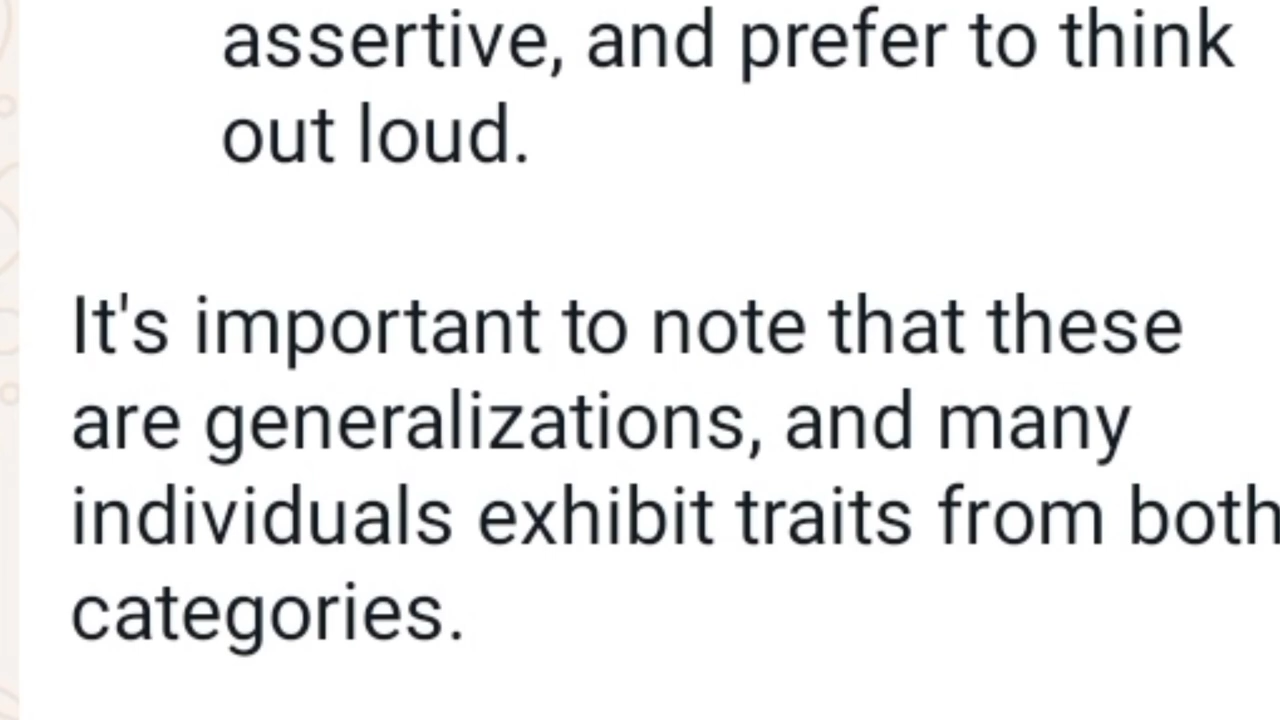 assertive, and prefer to think
out loud.
It's important to note that these
are generalizations, and many
individuals exhibit traits from both
categories.